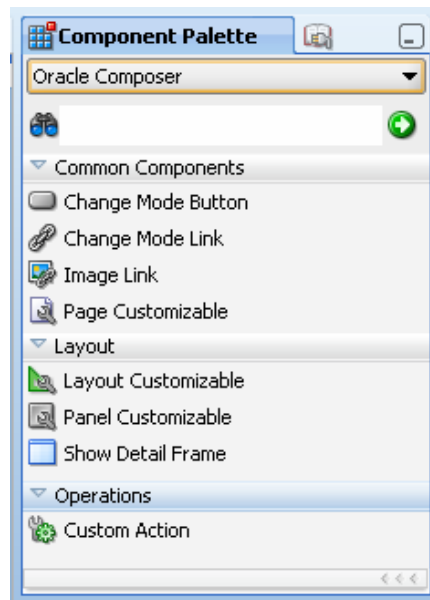 Component Palette
Oracle Composer
Common Components
Change Mode Button
Change Mode Link
Image Link
Page Customizable
Layout
Layout Customizable
Panel Customizable
Show Detail Frame
Operations
Custom Action